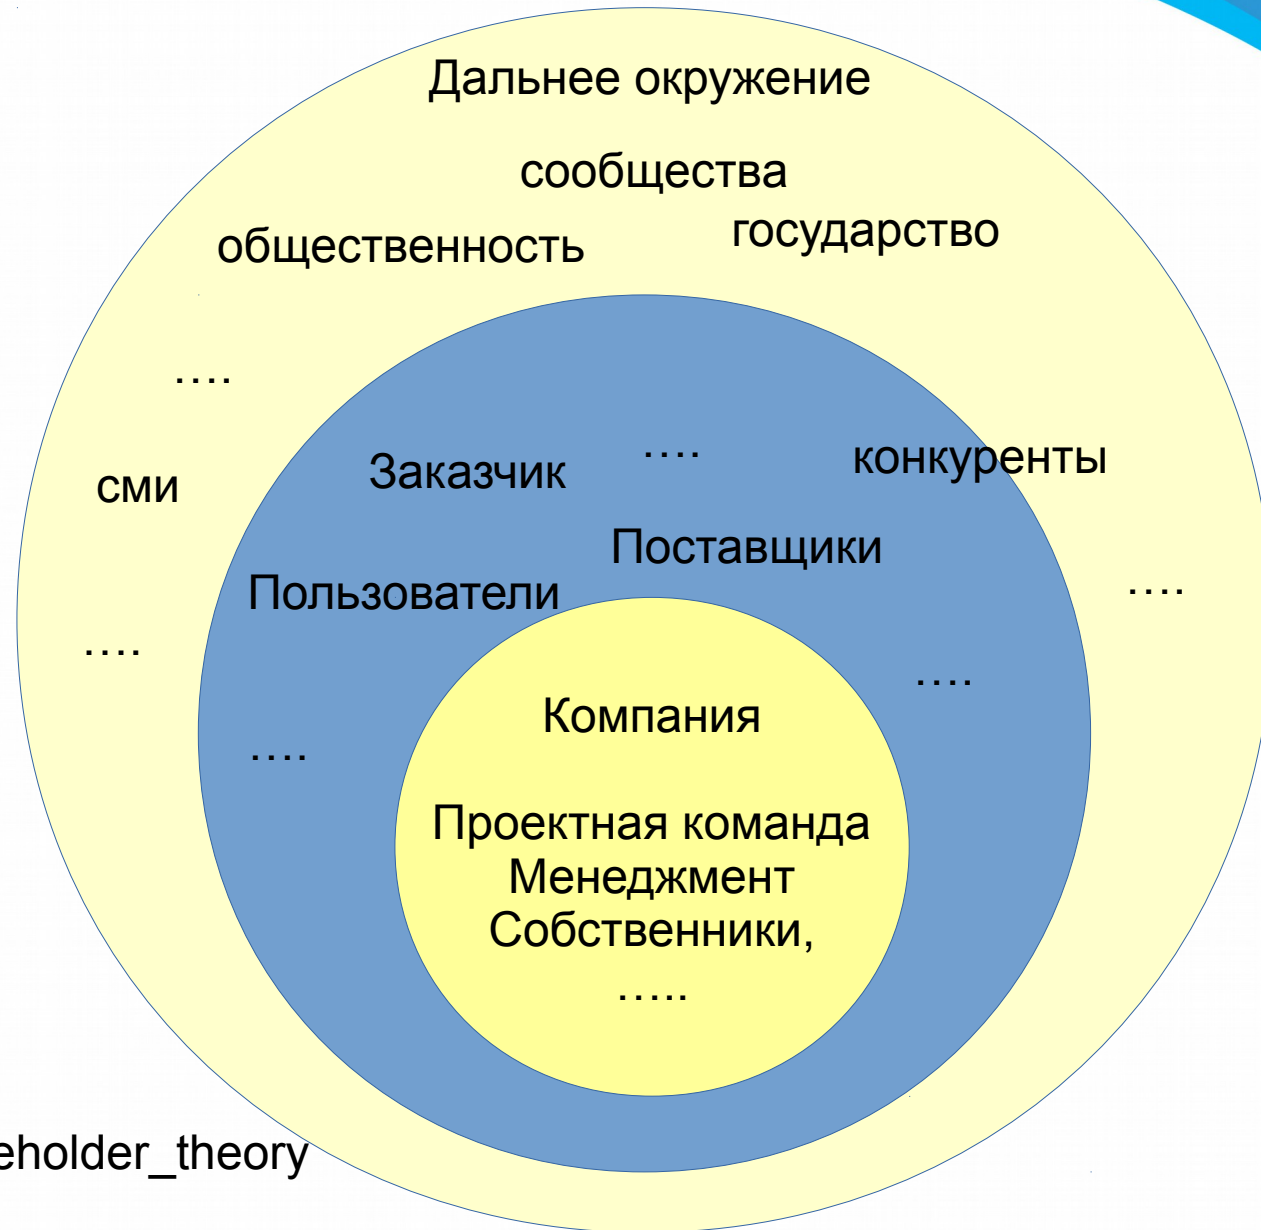 Дальнее окружение
сообщества
общественность
государство
….
сми
Заказчик
….
конкуренты
Поставщики
Пользователи
….
….
….
….
Компания
Проектная команда
Менеджмент
Собственники,
…..
eholder_theory